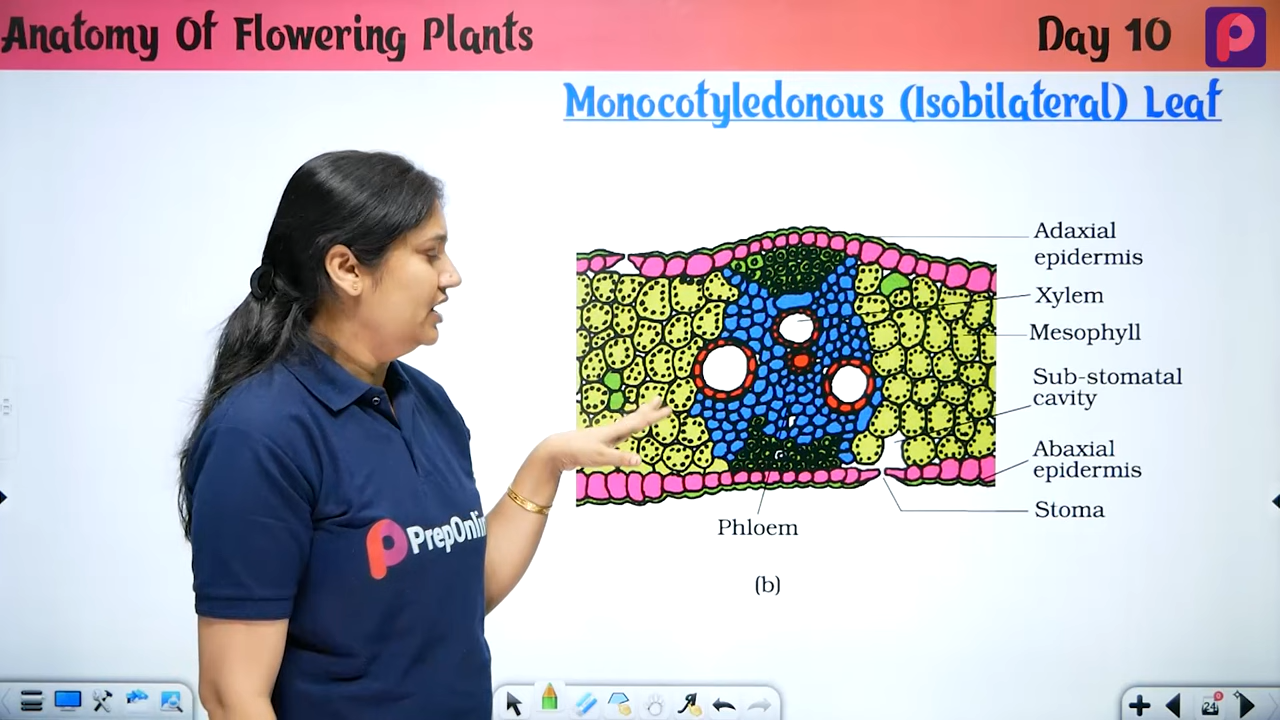 Anatomy Of Flowering Plants
Day 10
Monocotyledonous (Isobilateral) Leaf
Adaxial
epidermis
Xylem
Mesophyll
Sub-stomatal
cavity
Abaxial
epidermis
Stoma
Phloem
(b)
24